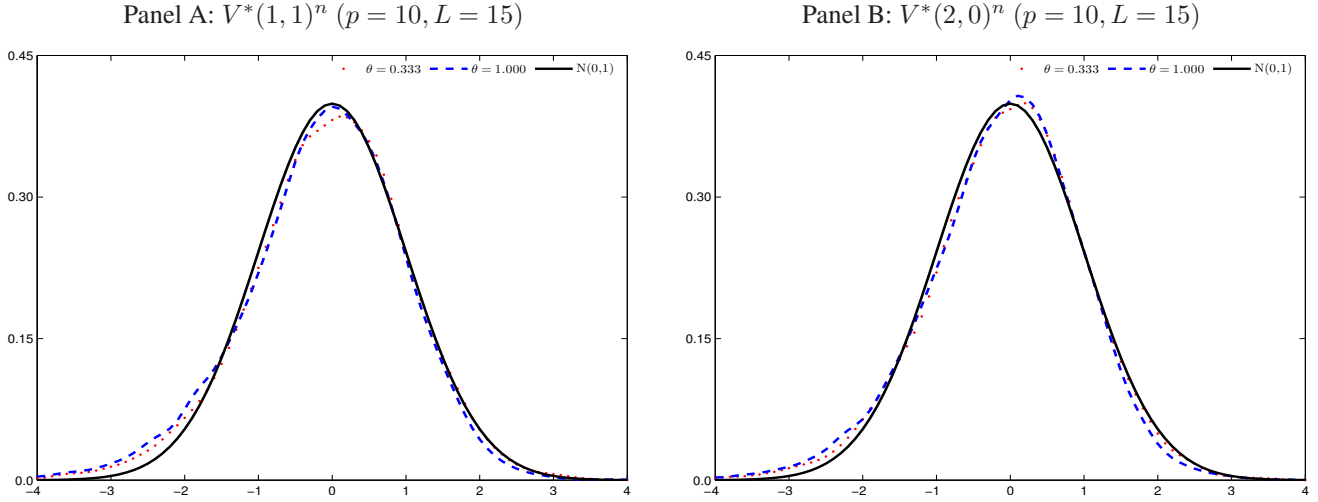 Panel A: V*(1, 1)ⁿ (p = 10, L = 15)
θ = 0.333 θ = 1.000 N(0,1)
0.45
0.30
0.15
0.0
−4 −3 −2 −1 0 1 2 3 4
Panel B: V*(2, 0)ⁿ (p = 10, L = 15)
θ = 0.333 θ = 1.000 N(0,1)
0.45
0.30
0.15
0.0
−4 −3 −2 −1 0 1 2 3 4